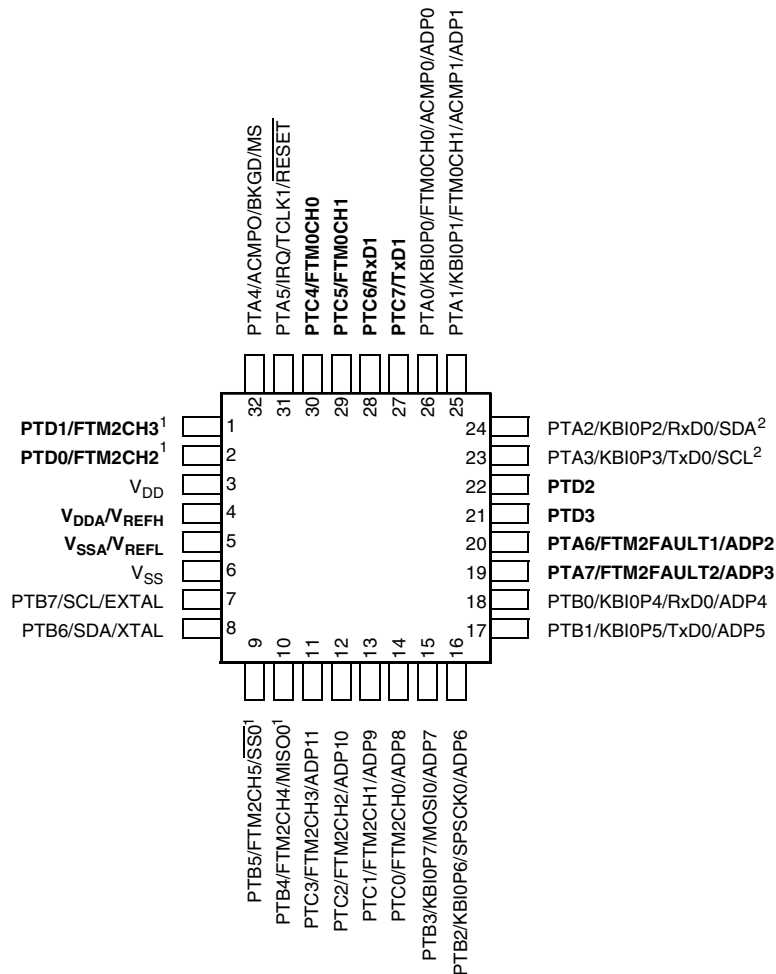 PTA4/ACMPO/BKGD/MS
PTA5/IRQ/TCLK1/RESET
PTC4/FTM0CH0
PTC5/FTM0CH1
PTC6/RxD1
PTC7/TxD1
PTA0/KBI0P0/FTM0CH0/ACMP0/ADP0
PTA1/KBI0P1/FTM0CH1/ACMP1/ADP1
32 31 30 29 28 27 26 25
PTD1/FTM2CH3¹ 1
PTD0/FTM2CH2¹ 2
VDD 3
VDDA/VREFH 4
VSSA/VREFL 5
VSS 6
PTB7/SCL/EXTAL 7
PTB6/SDA/XTAL 8
24 PTA2/KBI0P2/RxD0/SDA²
23 PTA3/KBI0P3/TxD0/SCL²
22 PTD2
21 PTD3
20 PTA6/FTM2FAULT1/ADP2
19 PTA7/FTM2FAULT2/ADP3
18 PTB0/KBI0P4/RxD0/ADP4
17 PTB1/KBI0P5/TxD0/ADP5
9 10 11 12 13 14 15 16
PTB5/FTM2CH5/SS0¹
PTB4/FTM2CH4/MISO0¹
PTC3/FTM2CH3/ADP11
PTC2/FTM2CH2/ADP10
PTC1/FTM2CH1/ADP9
PTC0/FTM2CH0/ADP8
PTB3/KBI0P7/MOSI0/ADP7
PTB2/KBI0P6/SPSCK0/ADP6